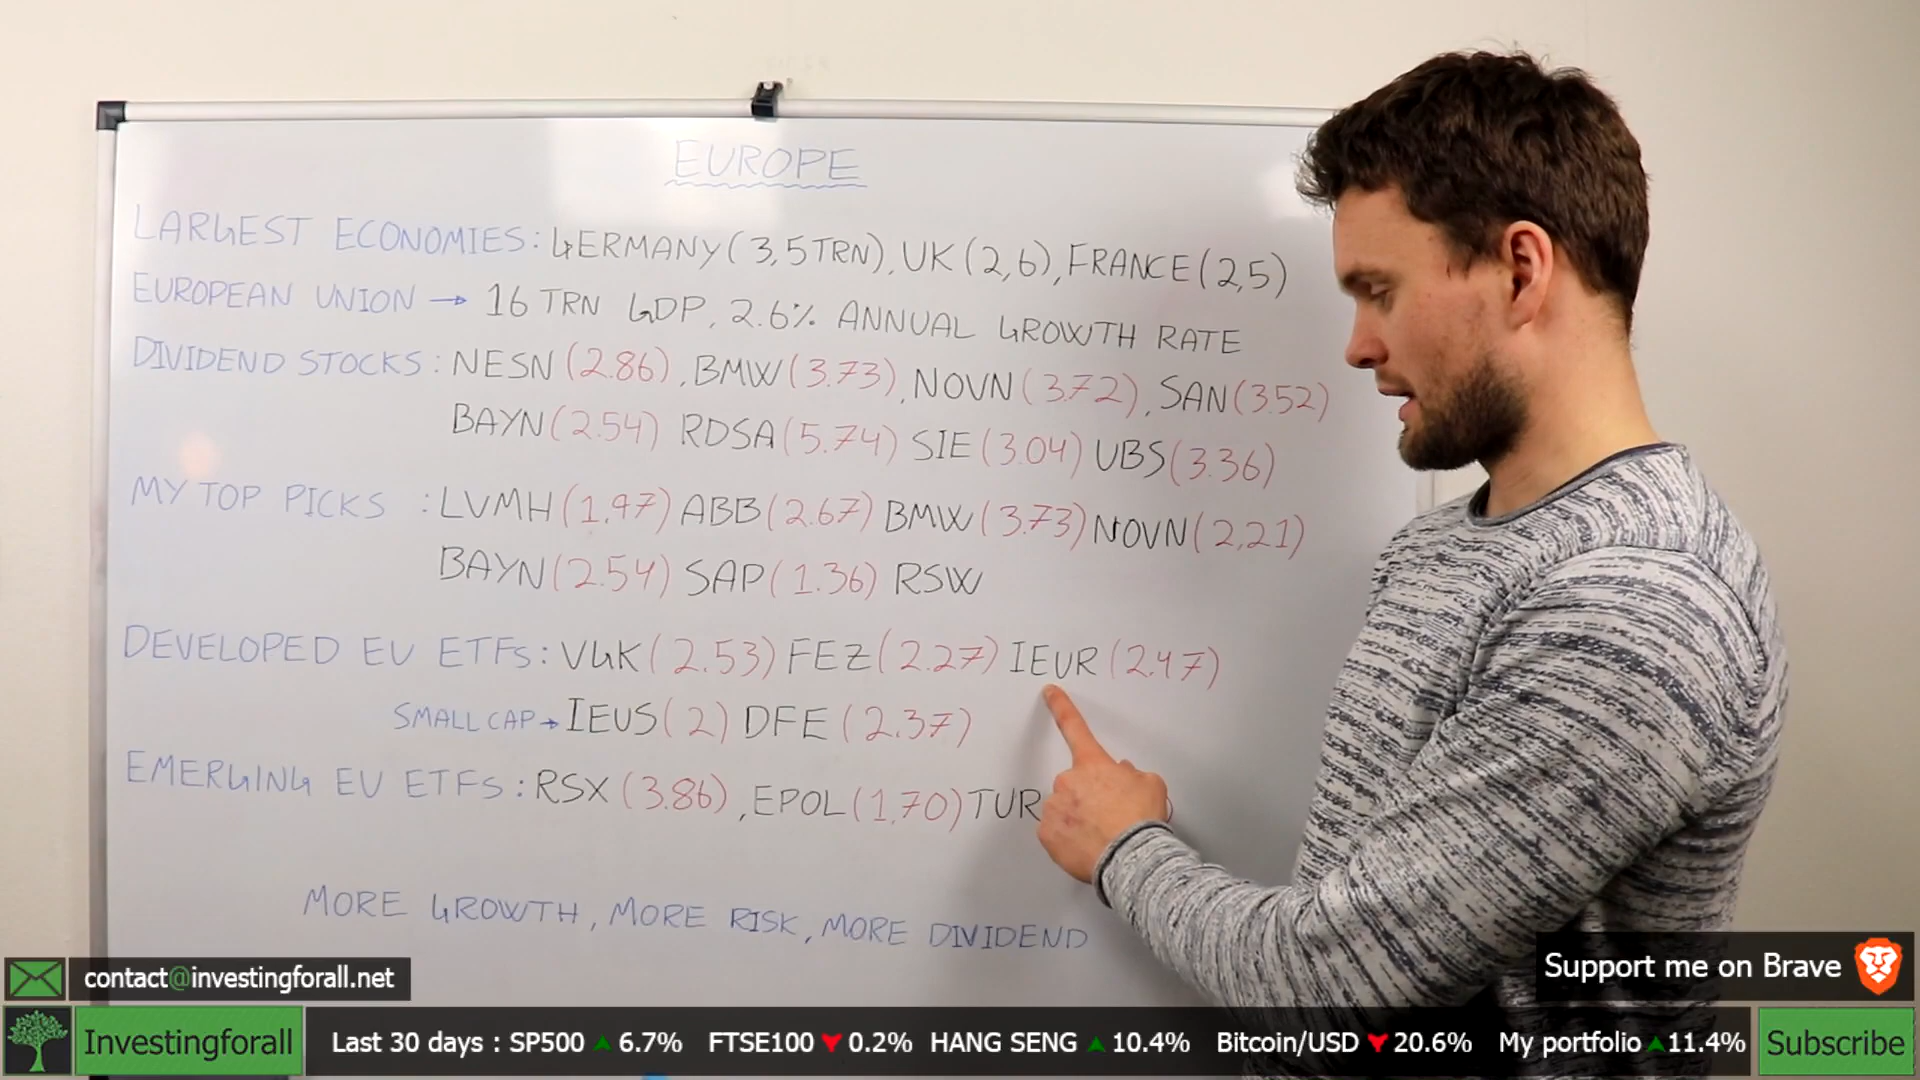 EUROPE
LARGEST ECONOMIES: GERMANY(3,5TRN), UK(2,6), FRANCE(2,5)
EUROPEAN UNION → 16 TRN GDP, 2.6% ANNUAL GROWTH RATE
DIVIDEND STOCKS: NESN(2.86), BMW(3.73), NOVN(3.72), SAN(3.52)
BAYN(2.54) RDSA(5.74) SIE(3.04) UBS(3.36)
MY TOP PICKS : LVMH(1,97) ABB(2.67) BMW(3.73) NOVN(2,21)
BAYN(2.54) SAP(1.36) RSW
DEVELOPED EU ETFs: VGK(2.53) FEZ(2.27) IEUR(2.47)
SMALL CAP → IEUS(2) DFE(2.37)
EMERGING EU ETFS: RSX(3.86), EPOL(1,70) TUR
MORE GROWTH, MORE RISK, MORE DIVIDEND
contact@investingforall.net
Support me on Brave
Investingforall Last 30 days : SP500 ▲ 6.7% FTSE100 ▼ 0.2% HANG SENG ▲ 10.4% Bitcoin/USD ▼ 20.6% My portfolio ▲ 11.4% Subscribe